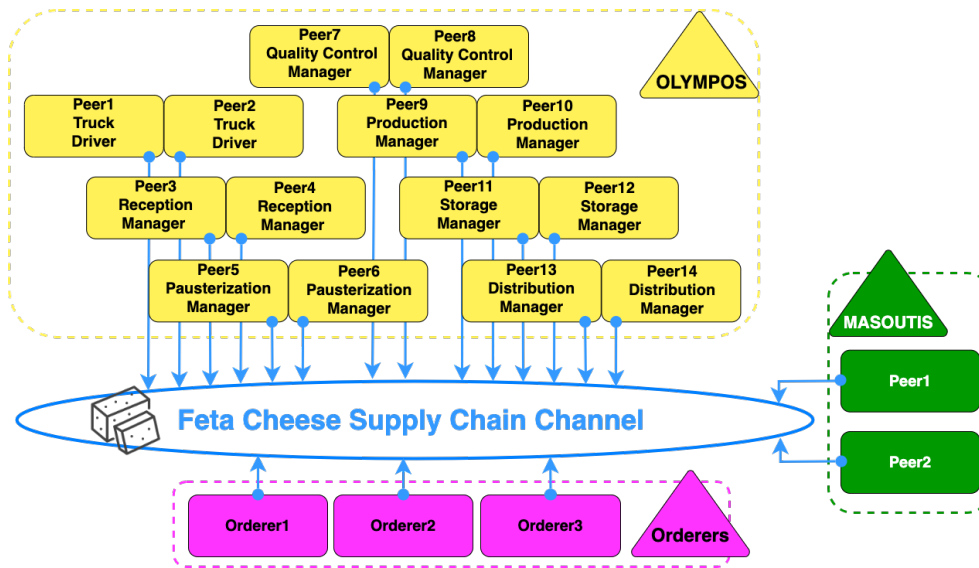 Peer7
Quality Control
Manager
Peer8
Quality Control
Manager
OLYMPOS
Peer1
Truck
Driver
Peer2
Truck
Driver
Peer9
Production
Manager
Peer10
Production
Manager
Peer3
Reception
Manager
Peer4
Reception
Manager
Peer11
Storage
Manager
Peer12
Storage
Manager
Peer5
Pausterization
Manager
Peer6
Pausterization
Manager
Peer13
Distribution
Manager
Peer14
Distribution
Manager
MASOUTIS
Peer1
Peer2
Feta Cheese Supply Chain Channel
Orderer1
Orderer2
Orderer3
Orderers